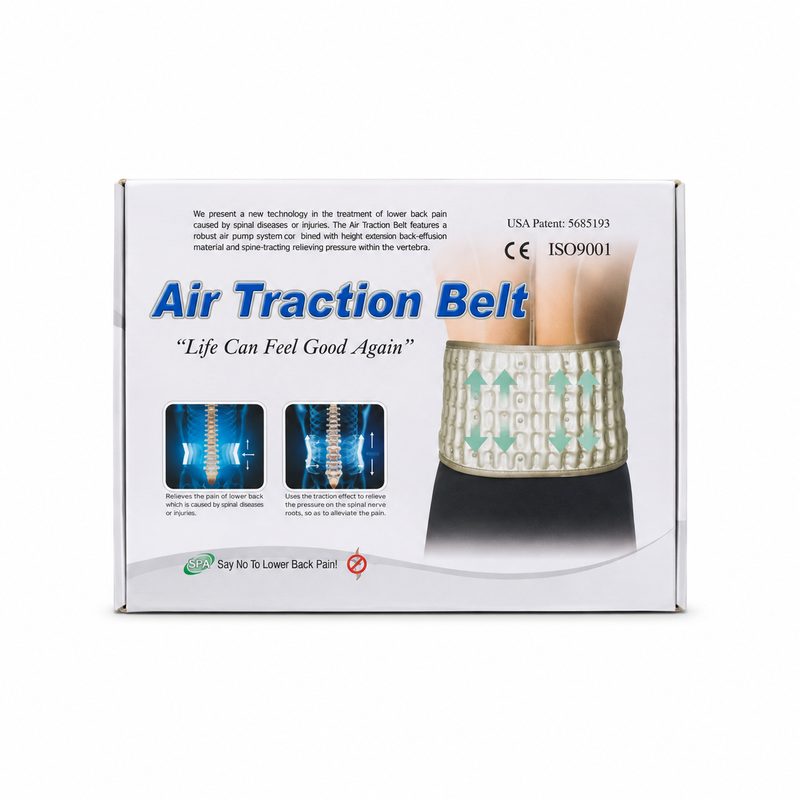 We present a new technology in the treatment of lower back pain
caused by spinal diseases or injuries. The Air Traction Belt features a
robust air pump system cor bined with height extension back-effusion
material and spine-tracting relieving pressure within the vertebra.
USA Patent: 5685193
CE ISO9001
Air Traction Belt
“Life Can Feel Good Again”
Relieves the pain of lower back
which is caused by spinal diseases
or injuries.
Uses the traction effect to relieve
the pressure on the spinal nerve
roots, so as to alleviate the pain.
SPA Say No To Lower Back Pain!